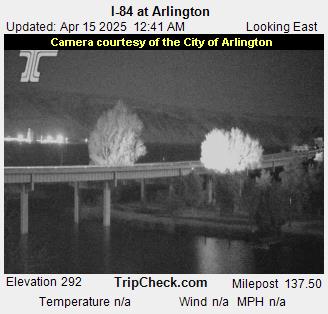 I-84 at Arlington
Updated: Apr 15 2025 12:41 AM Looking East
Camera courtesy of the City of Arlington
Elevation 292 TripCheck.com Milepost 137.50
Temperature n/a Wind n/a MPH n/a